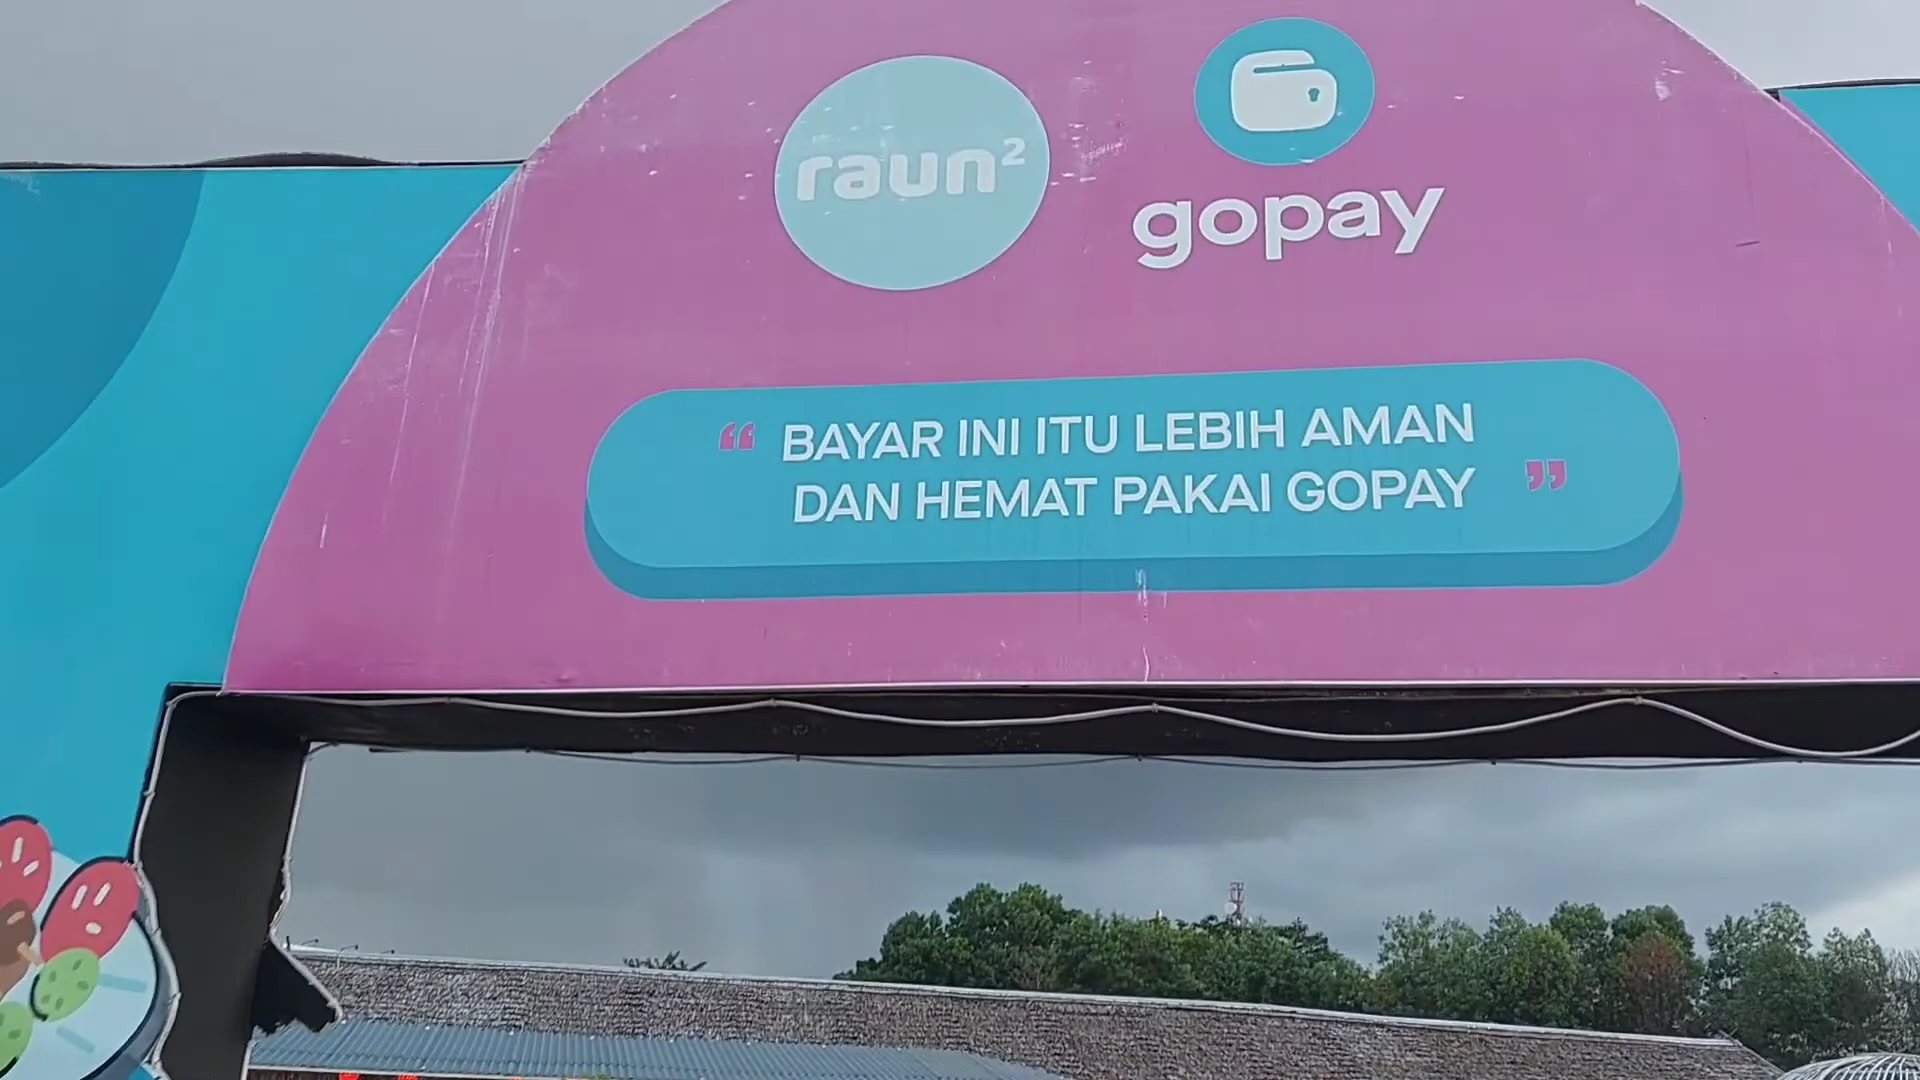 raun²
gopay
“ BAYAR INI ITU LEBIH AMAN
DAN HEMAT PAKAI GOPAY ”